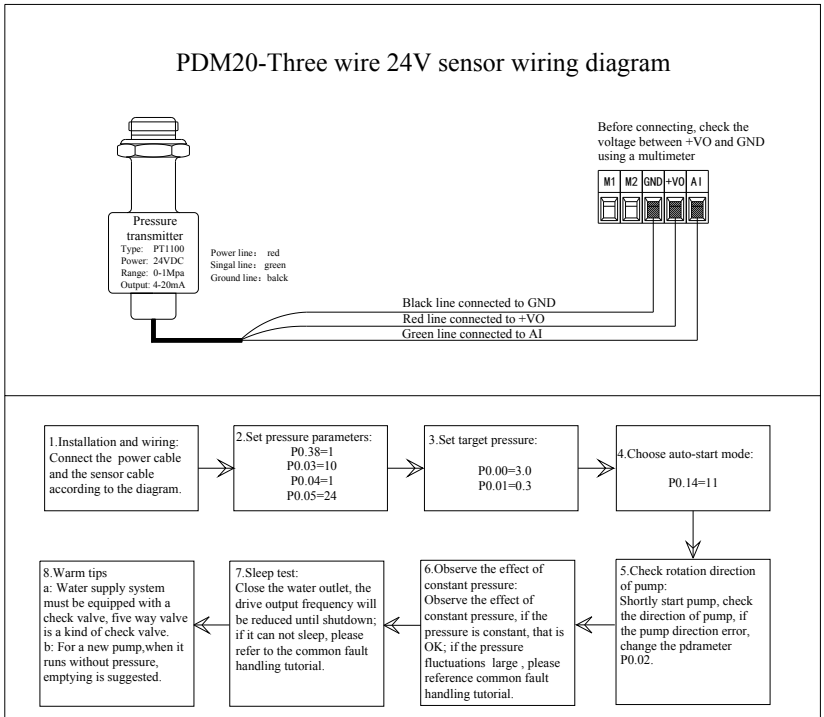 PDM20-Three wire 24V sensor wiring diagram
Before connecting, check the
voltage between +VO and GND
using a multimeter
M1 M2 GND +VO AI
Pressure
transmitter
Type: PT1100
Power: 24VDC
Range: 0-1Mpa
Output: 4-20mA
Power line: red
Singal line: green
Ground line: balck
Black line connected to GND
Red line connected to +VO
Green line connected to AI
1.Installation and wiring:
Connect the power cable
and the sensor cable
according to the diagram.
2.Set pressure parameters:
P0.38=1
P0.03=10
P0.04=1
P0.05=24
3.Set target pressure:
P0.00=3.0
P0.01=0.3
4.Choose auto-start mode:
P0.14=11
5.Check rotation direction
of pump:
Shortly start pump, check
the direction of pump, if
the pump direction error,
change the pdrameter
P0.02.
6.Observe the effect of
constant pressure:
Observe the effect of
constant pressure, if the
pressure is constant, that is
OK; if the pressure
fluctuations large , please
reference common fault
handling tutorial.
7.Sleep test:
Close the water outlet, the
drive output frequency will
be reduced until shutdown;
if it can not sleep, please
refer to the common fault
handling tutorial.
8.Warm tips
a: Water supply system
must be equipped with a
check valve, five way valve
is a kind of check valve.
b: For a new pump,when it
runs without pressure,
emptying is suggested.